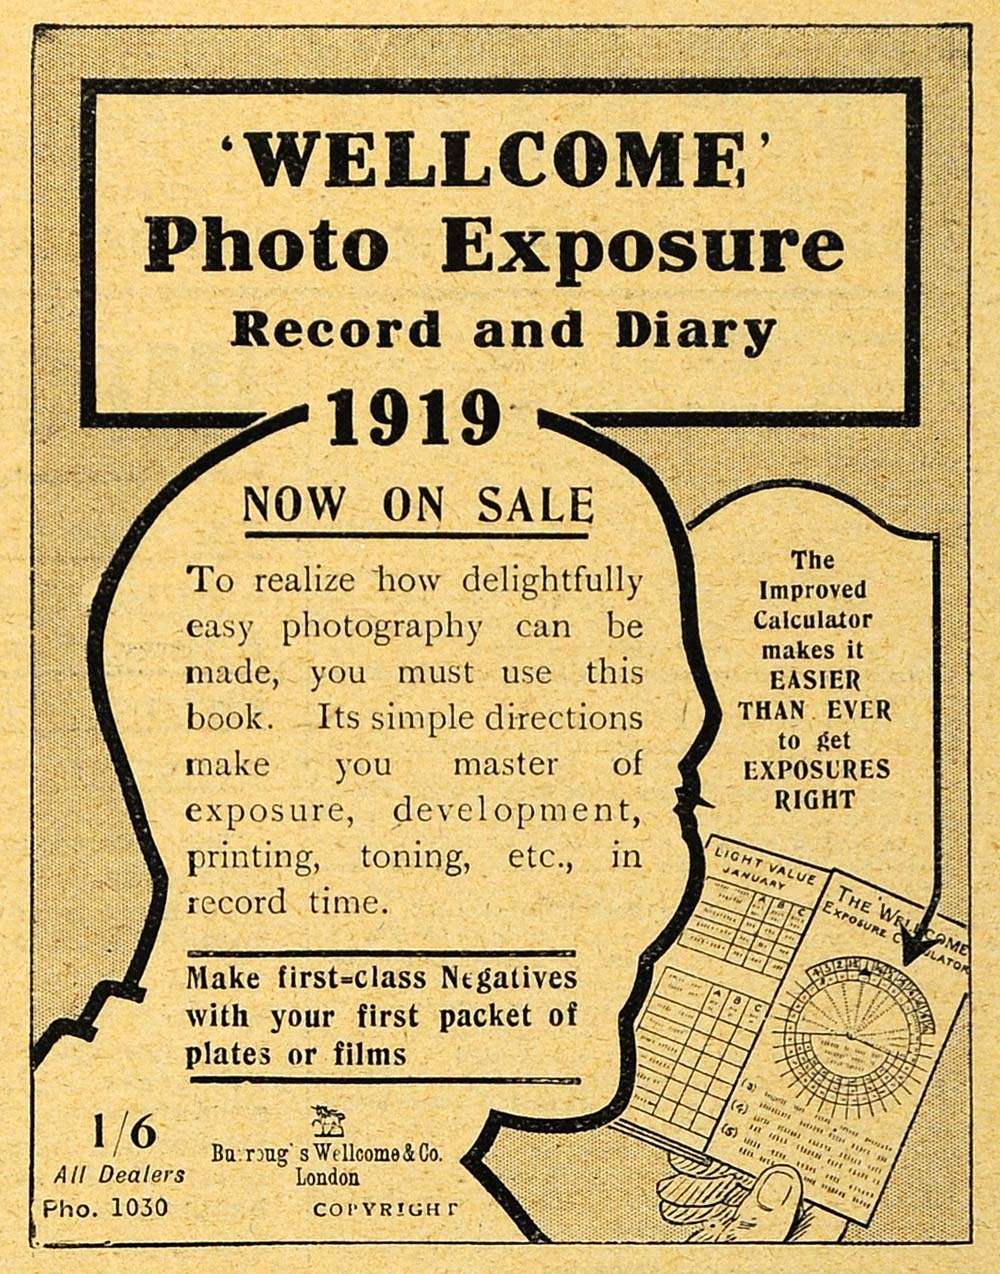 'WELLCOME'
Photo Exposure
Record and Diary
1919
NOW ON SALE
To realize how delightfully
easy photography can be
made, you must use this
book. Its simple directions
make you master of
exposure, development,
printing, toning, etc., in
record time.
Make first=class Negatives
with your first packet of
plates or films
1/6
All Dealers
Pho. 1030
Burroug's Wellcome & Co.
London
COPYRIGHT
The
Improved
Calculator
makes it
EASIER
THAN EVER
to get
EXPOSURES
RIGHT
LIGHT VALUE
JANUARY
A B C
A B C
THE 'WELLCOME
EXPOSURE CALCULATOR
(3)
(4)
(5)